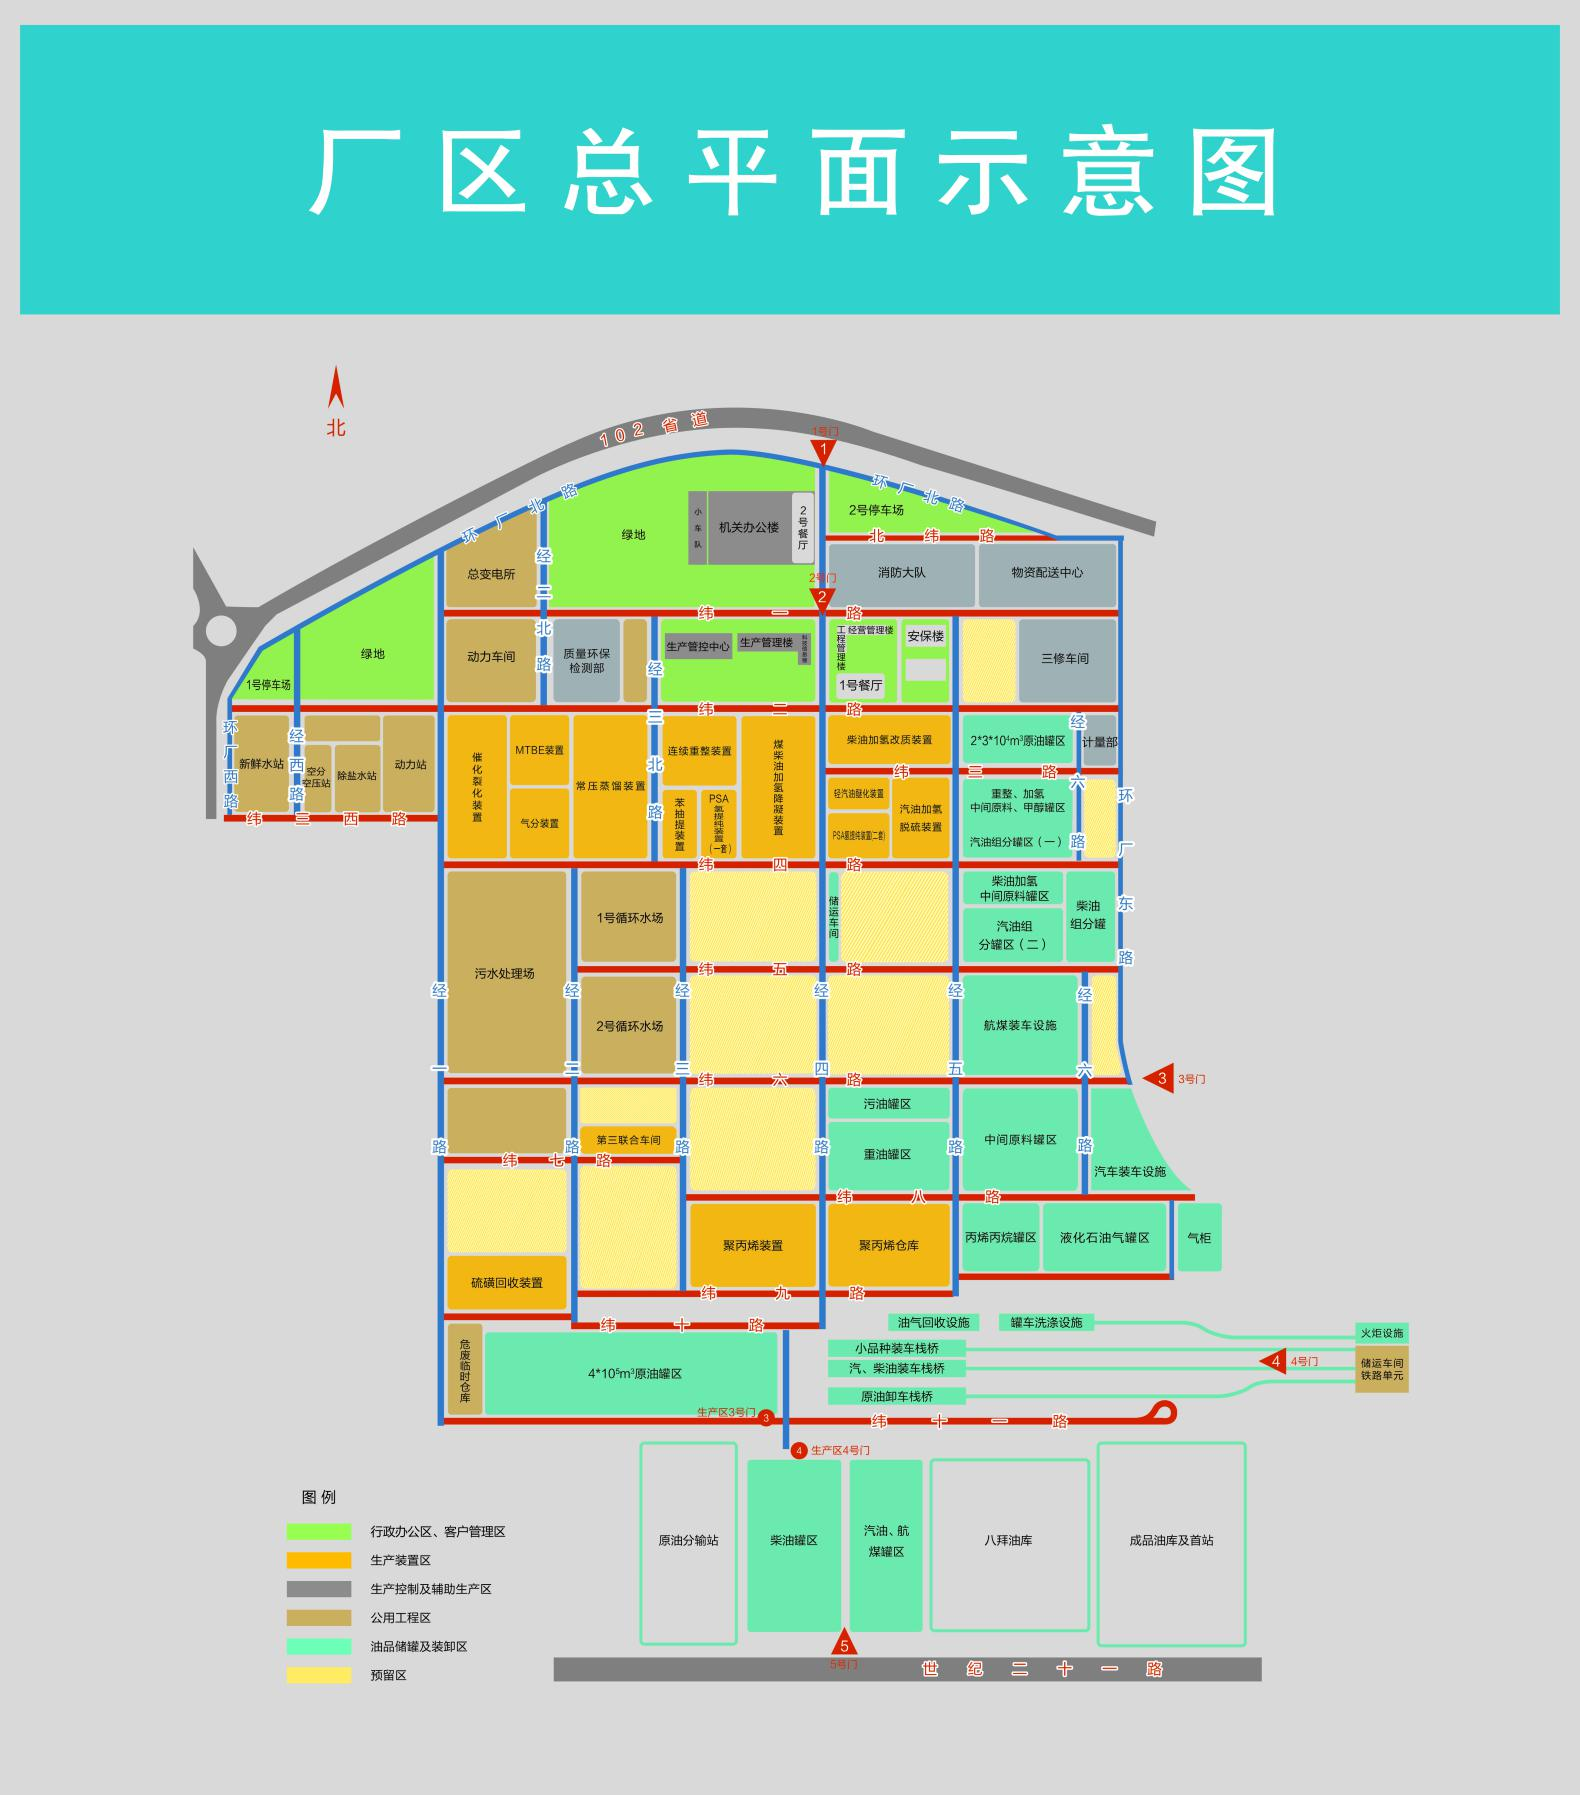 厂区总平面示意图
北
102省道
1号门
1
环厂北路
环厂北路
2号停车场
北纬路
绿地
小车队
机关办公楼
2号餐厅
总变电所
经二北路
消防大队
物资配送中心
2号门
2
纬一路
绿地
1号停车场
动力车间
质量环保
检测部
经三北路
生产管控中心
生产管理楼
工程管理楼
经营管理楼
1号餐厅
安保楼
三修车间
纬二路
环厂西路
新鲜水站
经西路
空分
空压站
除盐水站
动力站
纬三西路
催化裂化装置
MTBE装置
气分装置
常压蒸馏装置
连续重整装置
苯抽提装置
PSA
氢提纯装置
(一套)
煤柴油加氢降凝装置
柴油加氢改质装置
2*3*10⁴m³原油罐区
经六路
计量部
纬三路
轻汽油醚化装置
PSA氢提纯装置(二套)
汽油加氢
脱硫装置
重整、加氢
中间原料、甲醇罐区
汽油组分罐区(一)
环厂东路
纬四路
污水处理场
1号循环水场
储运车间
柴油加氢
中间原料罐区
汽油组
分罐区(二)
柴油
组分罐
纬五路
2号循环水场
航煤装车设施
经一路
经二路
经三路
经四路
经五路
经六路
纬六路
3
3号门
第三联合车间
污油罐区
重油罐区
中间原料罐区
汽车装车设施
纬七路
纬八路
聚丙烯装置
聚丙烯仓库
丙烯丙烷罐区
液化石油气罐区
气柜
硫磺回收装置
纬九路
纬十路
危废临时仓库
4*10⁵m³原油罐区
油气回收设施
罐车洗涤设施
火炬设施
小品种装车栈桥
汽、柴油装车栈桥
4
4号门
储运车间
铁路单元
原油卸车栈桥
生产区3号门
3
纬十一路
4
生产区4号门
原油分输站
柴油罐区
汽油、航
煤罐区
八拜油库
成品油库及首站
5
5号门
世纪二十一路
图例
行政办公区、客户管理区
生产装置区
生产控制及辅助生产区
公用工程区
油品储罐及装卸区
预留区